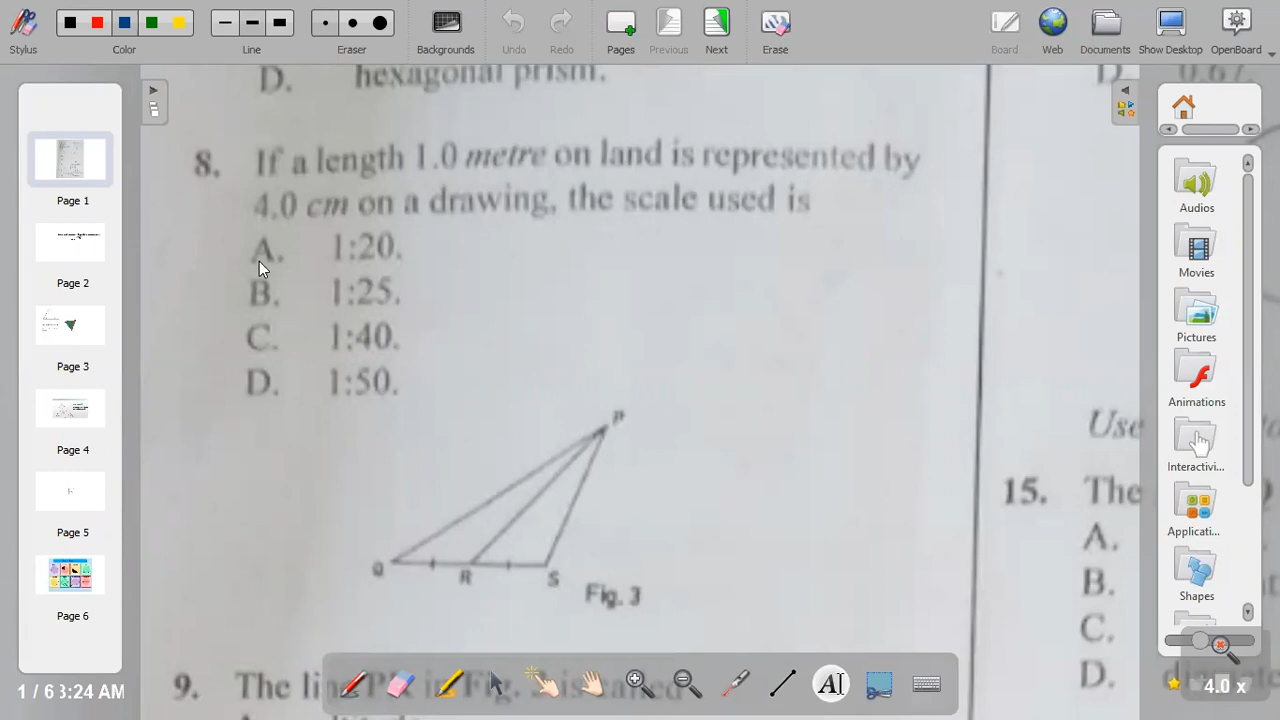 Stylus
Color
Line
Eraser
Backgrounds
Undo
Redo
Pages
Previous
Next
Erase
Board
Web
Documents
Show Desktop
OpenBoard
Page 1
Page 2
Page 3
Page 4
Page 5
Page 6
1 / 6 3:24 AM
D. hexagonal prism.
8. If a length 1.0 metre on land is represented by
4.0 cm on a drawing, the scale used is
A. 1:20.
B. 1:25.
C. 1:40.
D. 1:50.
P
Q
R
S
Fig. 3
9. The
D. 0.67.
Use
15. The
A.
B.
C.
D.
Audios
Movies
Pictures
Animations
Interactivi...
Applicati...
Shapes
4.0 x